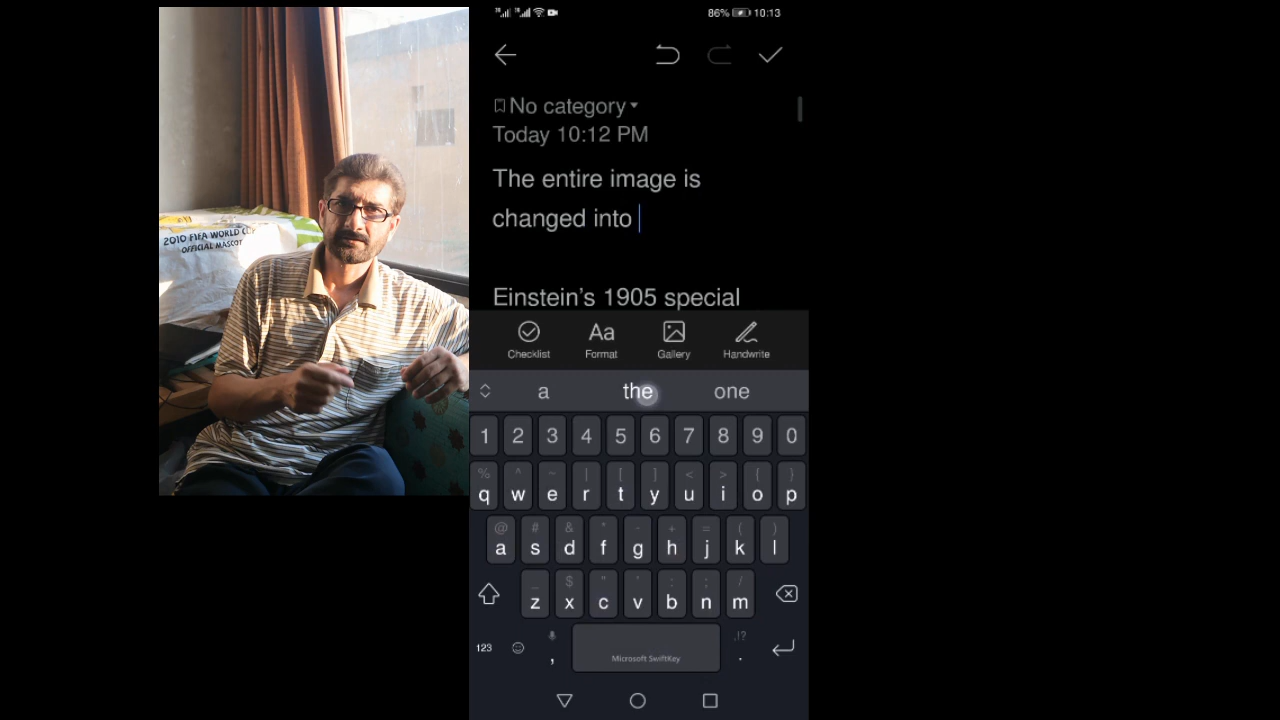 2010 FIFA WORLD CUP
OFFICIAL MASCOT
86% 10:13
No category
Today 10:12 PM
The entire image is
changed into
Einstein's 1905 special
Checklist Format Gallery Handwrite
Aa
a the one
1 2 3 4 5 6 7 8 9 0
% ^ ~ | [ ] < > { }
q w e r t y u i o p
@ # & * - + = ( )
a s d f g h j k l
_ $ " ' : ; /
z x c v b n m
123 , Microsoft SwiftKey ,!? .